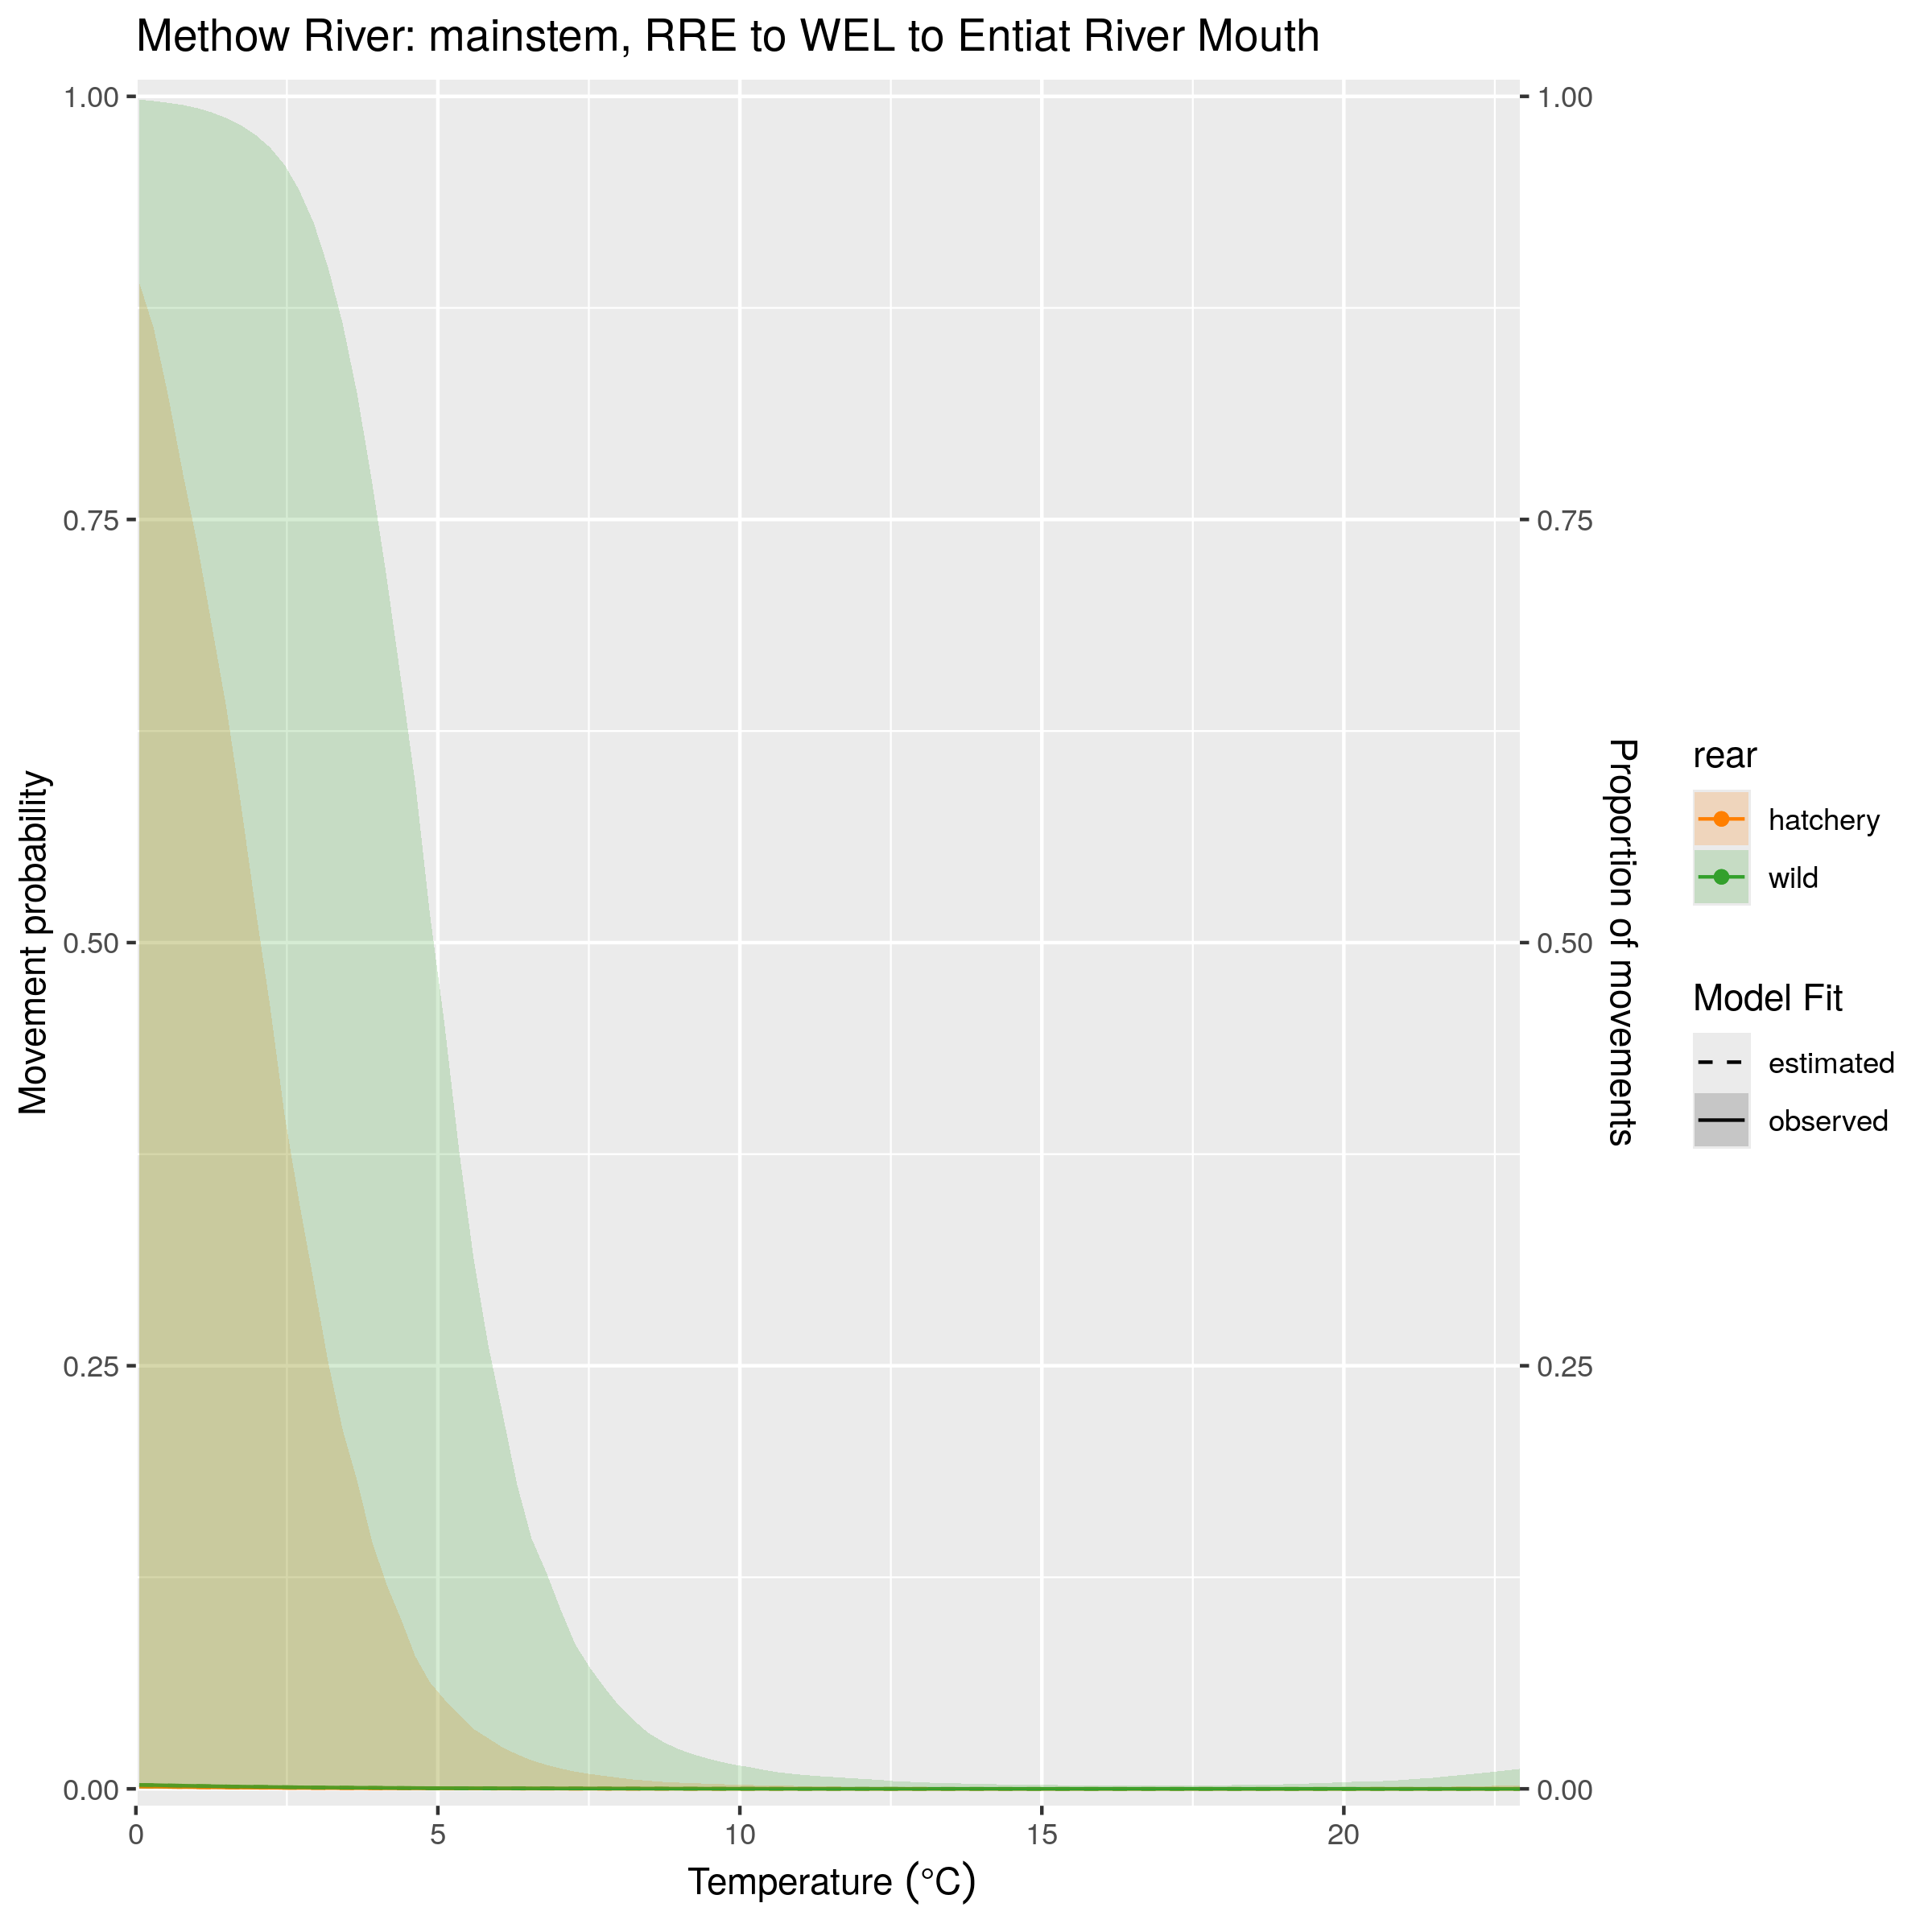 Methow River: mainstem, RRE to WEL to Entiat River Mouth
Movement probability
1.00
0.75
0.50
0.25
0.00
0
5
10
15
20
Temperature (°C)
1.00
0.75
0.50
0.25
0.00
Proportion of movements
rear
hatchery
wild
Model Fit
estimated
observed